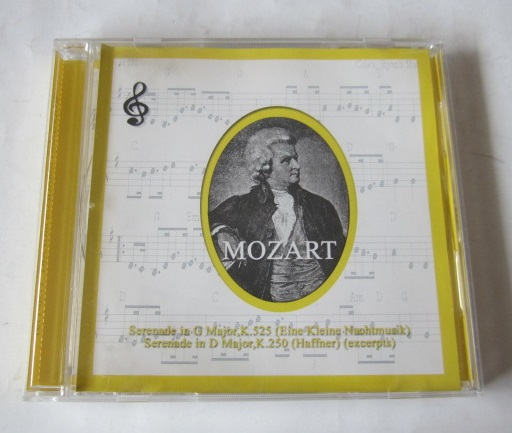 MOZART
Serenade in G Major,K.525 (Eine Kleine Nachtmusik)
Serenade in D Major,K.250 (Haffner) (excerpts)